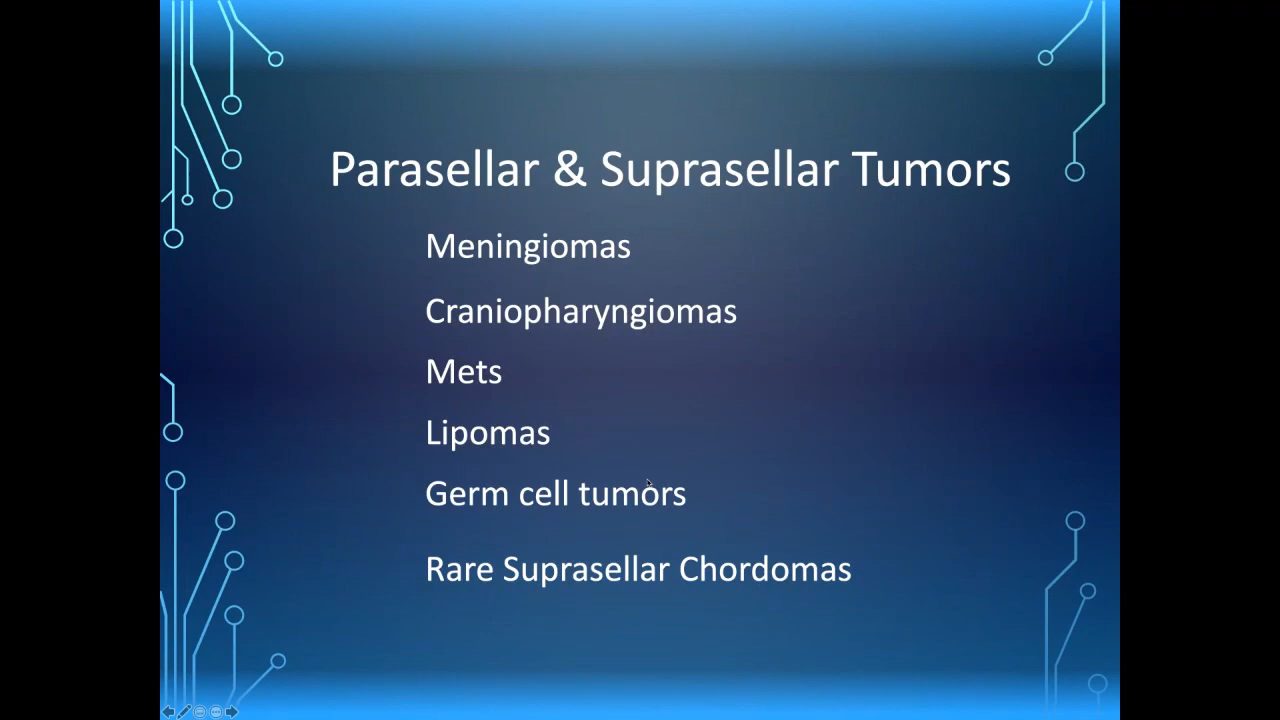 Parasellar & Suprasellar Tumors
Meningiomas
Craniopharyngiomas
Mets
Lipomas
Germ cell tumors
Rare Suprasellar Chordomas